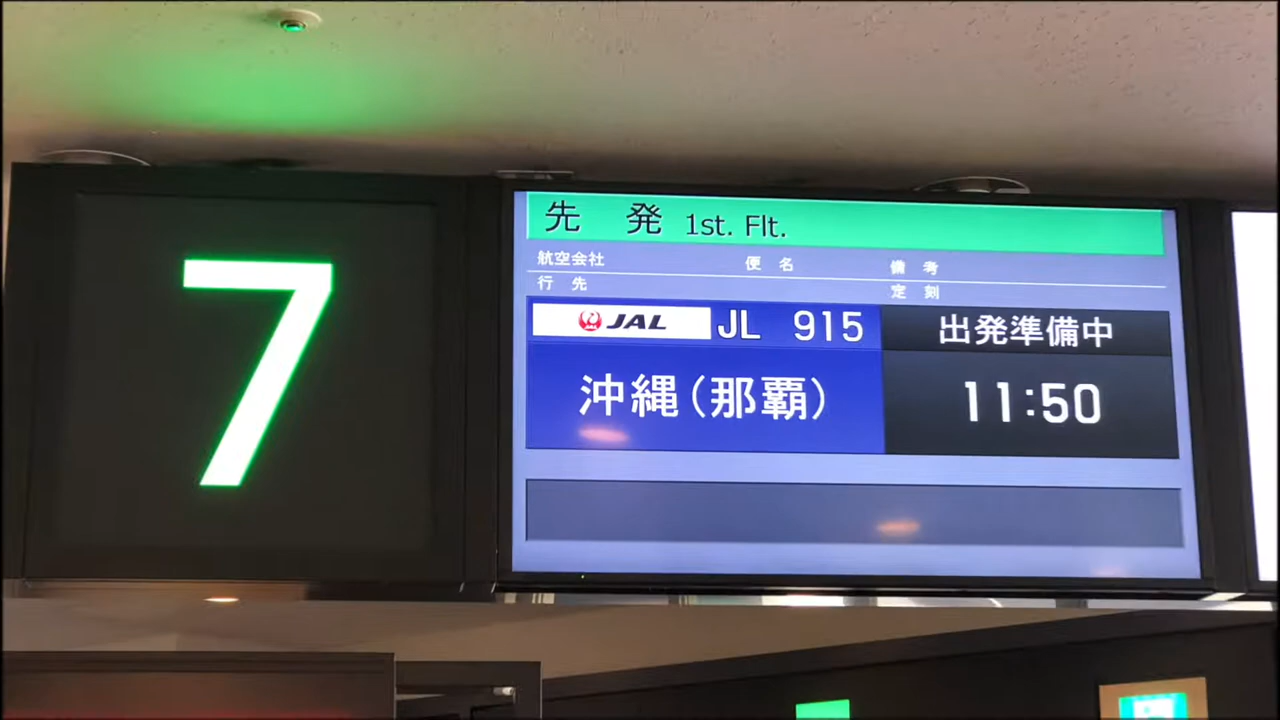 7
先 発 1st. Flt.
航空会社 便 名 備 考
行 先 定 刻
JAL JL 915 出発準備中
沖縄(那覇) 11:50